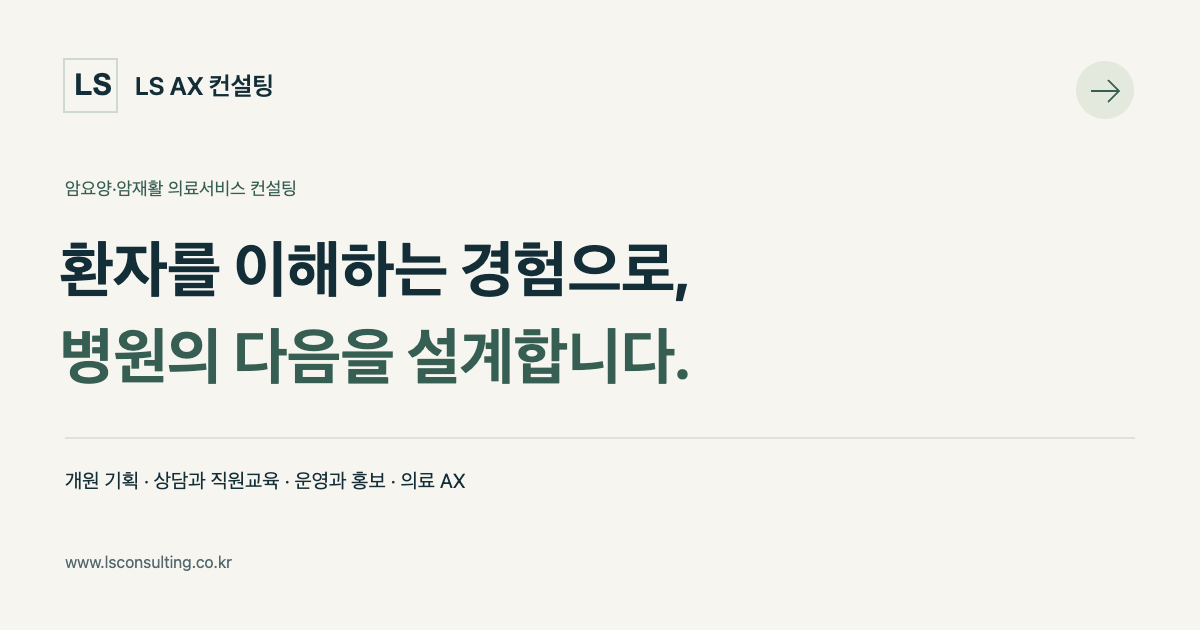 LS
LS AX 컨설팅
암요양·암재활 의료서비스 컨설팅
환자를 이해하는 경험으로,
병원의 다음을 설계합니다.
개원 기획 · 상담과 직원교육 · 운영과 홍보 · 의료 AX
www.lsconsulting.co.kr